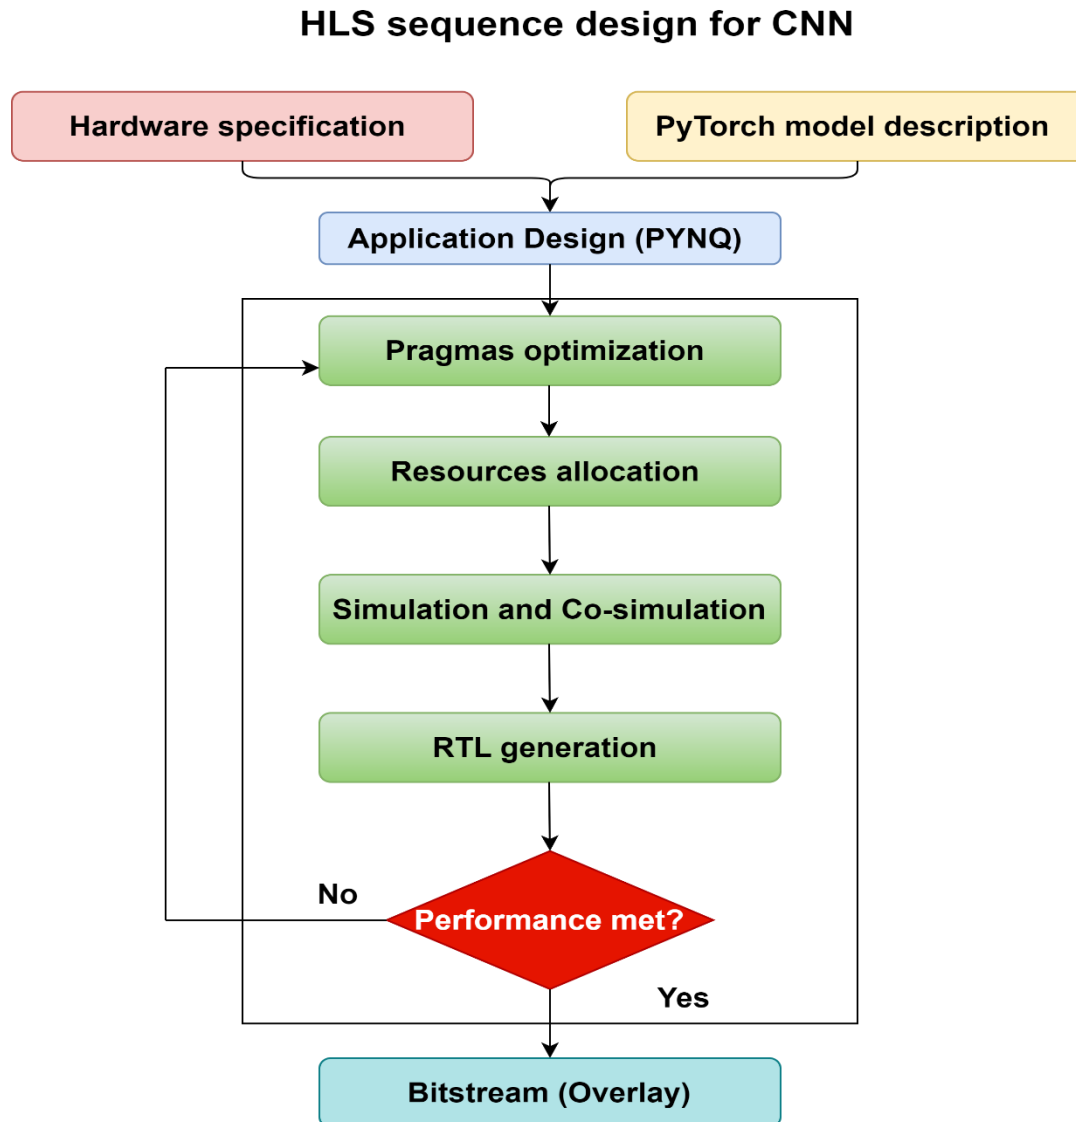 HLS sequence design for CNN
Hardware specification
PyTorch model description
Application Design (PYNQ)
Pragmas optimization
Resources allocation
Simulation and Co-simulation
RTL generation
Performance met?
No
Yes
Bitstream (Overlay)